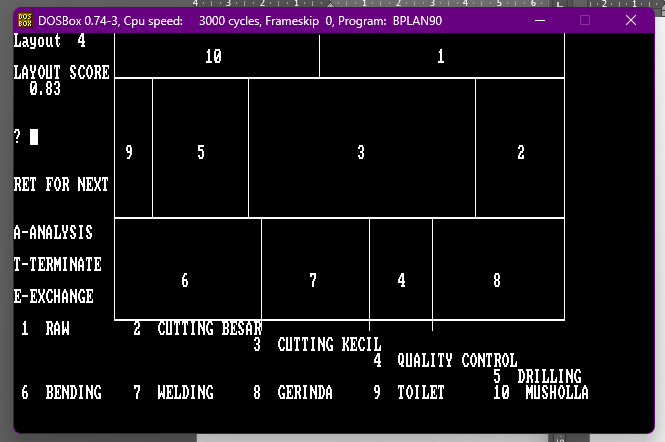 DOSBox 0.74-3, Cpu speed: 3000 cycles, Frameskip 0, Program: BPLAN90
Layout 4
LAYOUT SCORE
0.83
? 
RET FOR NEXT
A-ANALYSIS
T-TERMINATE
E-EXCHANGE
10 1
9 5 3 2
6 7 4 8
1 RAW 2 CUTTING BESAR
3 CUTTING KECIL
4 QUALITY CONTROL
5 DRILLING
6 BENDING 7 WELDING 8 GERINDA 9 TOILET 10 MUSHOLLA